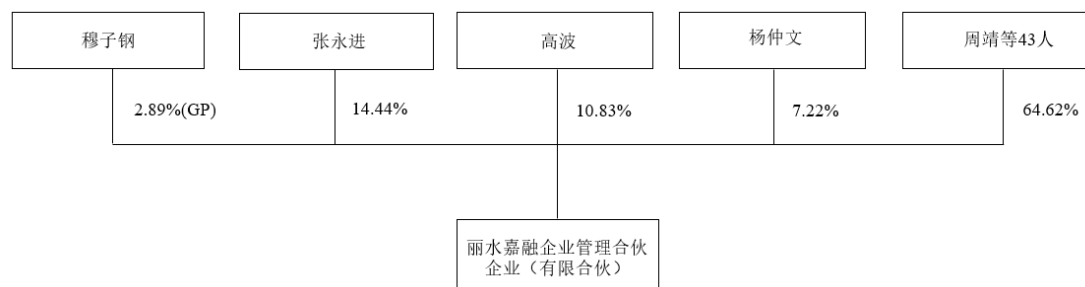 穆子钢
张永进
高波
杨仲文
周靖等43人
2.89%(GP)
14.44%
10.83%
7.22%
64.62%
丽水嘉融企业管理合伙
企业（有限合伙）